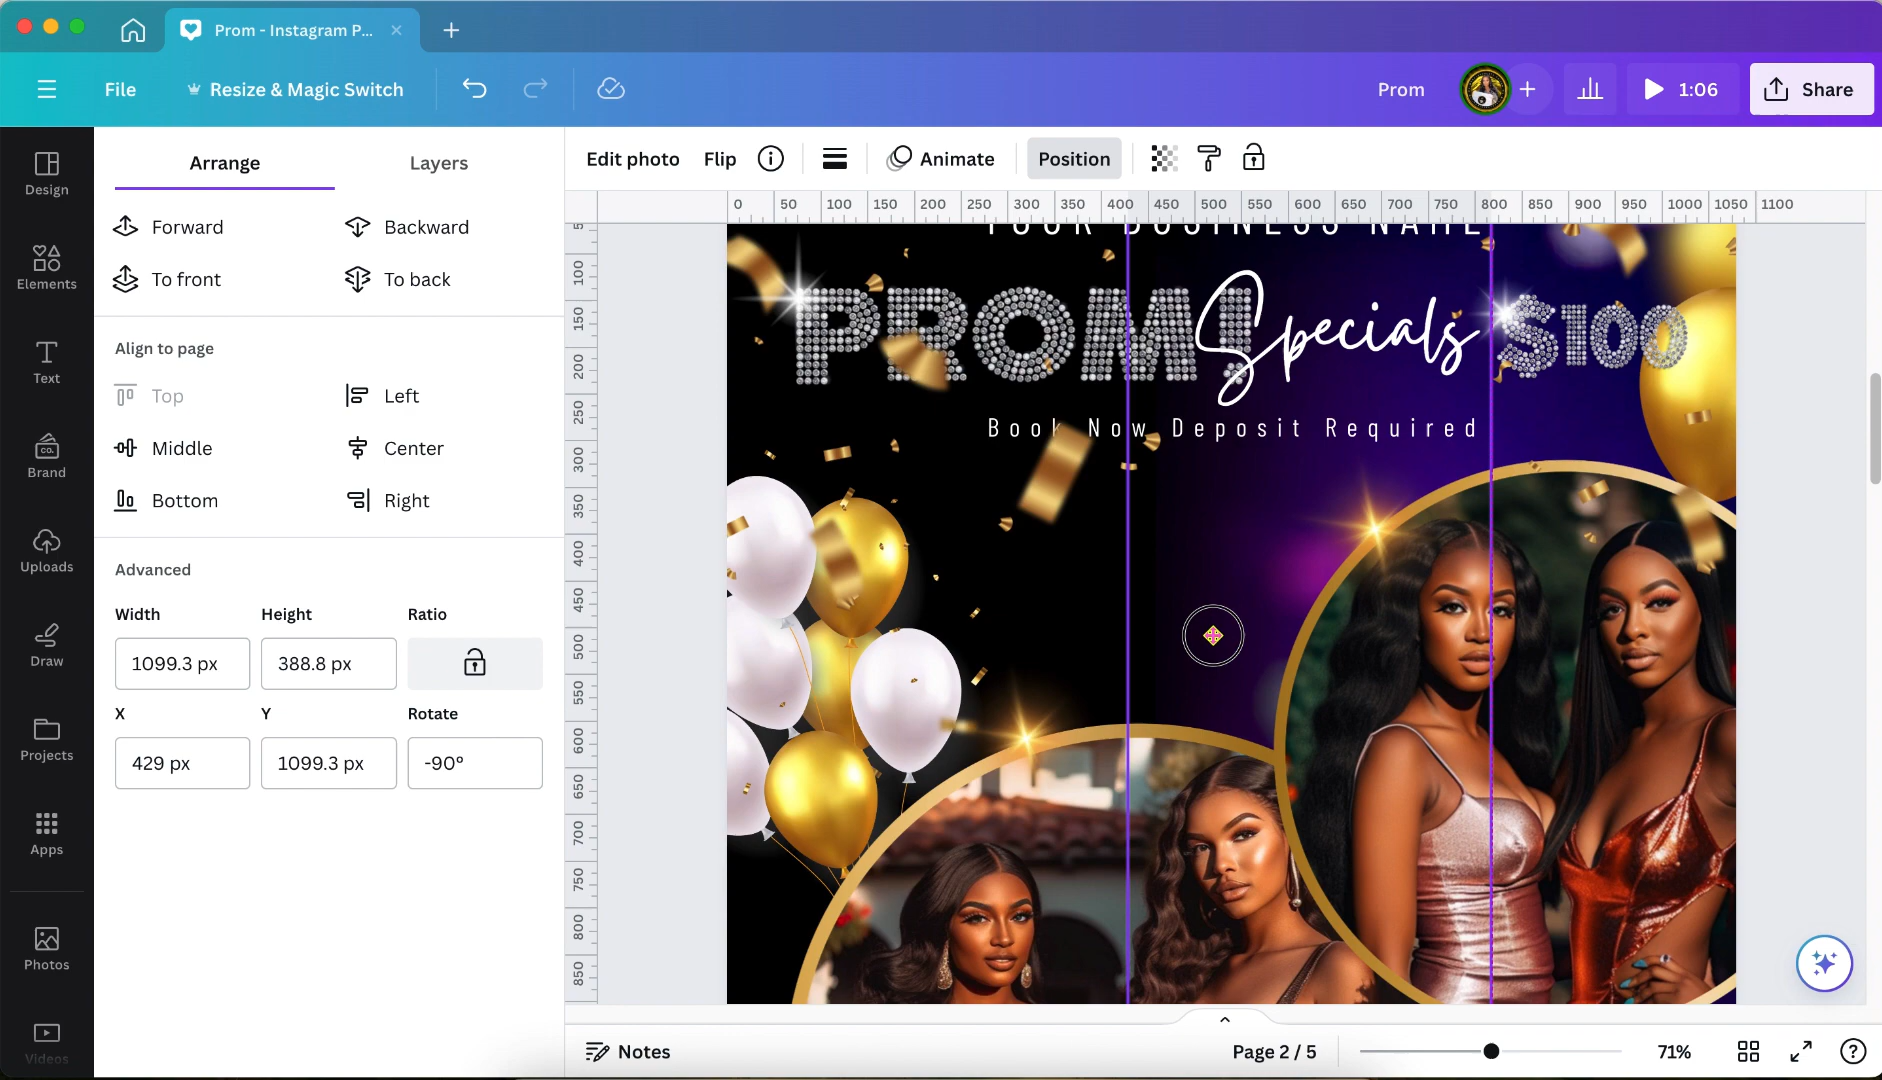 Prom - Instagram P...
File
Resize & Magic Switch
Prom
1:06
Share
Design
Elements
Text
Brand
CO.
Uploads
Draw
Projects
Apps
Photos
Videos
Arrange
Layers
Forward
Backward
To front
To back
Align to page
Top
Left
Middle
Center
Bottom
Right
Advanced
Width
Height
Ratio
1099.3 px
388.8 px
X
Y
Rotate
429 px
1099.3 px
-90°
Edit photo
Flip
Animate
Position
0 50 100 150 200 250 300 350 400 450 500 550 600 650 700 750 800 850 900 950 1000 1050 1100
5
100
150
200
250
300
350
400
450
500
550
600
650
700
750
800
850
YOUR BUSINESS NAME
PROM!
Specials
$100
Book Now Deposit Required
Notes
Page 2 / 5
71%